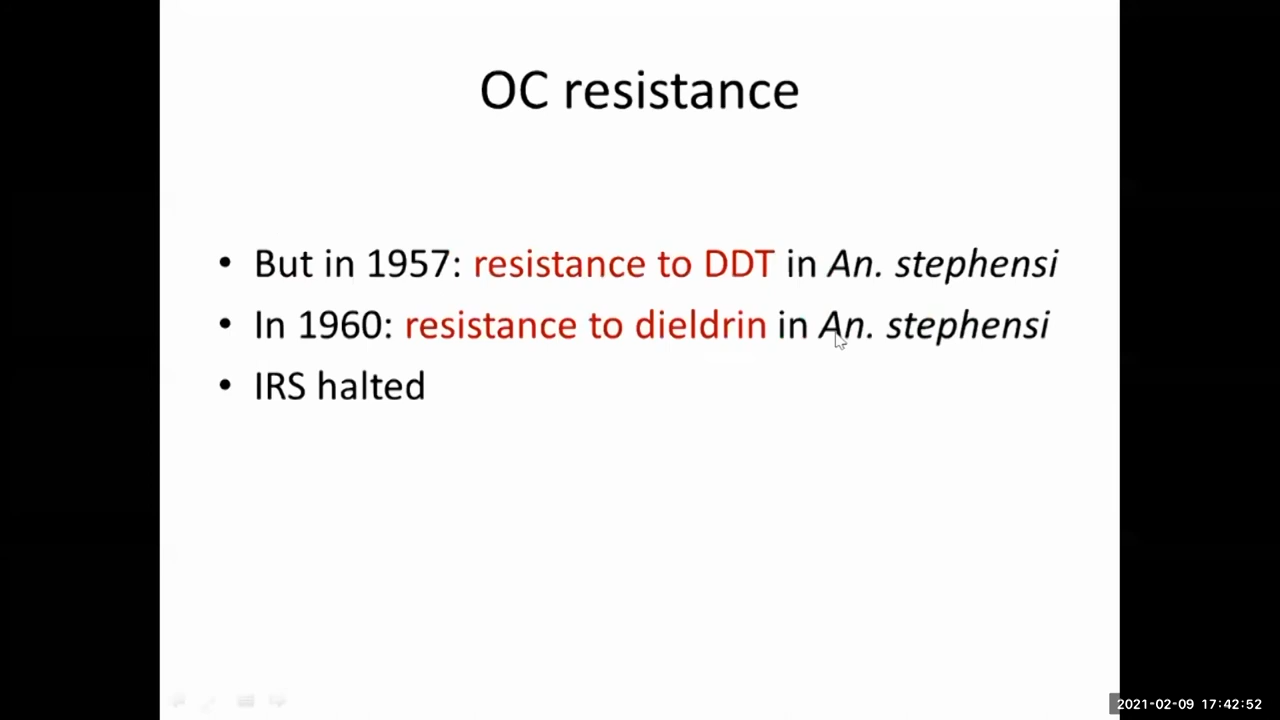 OC resistance
• But in 1957: resistance to DDT in An. stephensi
• In 1960: resistance to dieldrin in An. stephensi
• IRS halted
2021-02-09 17:42:52